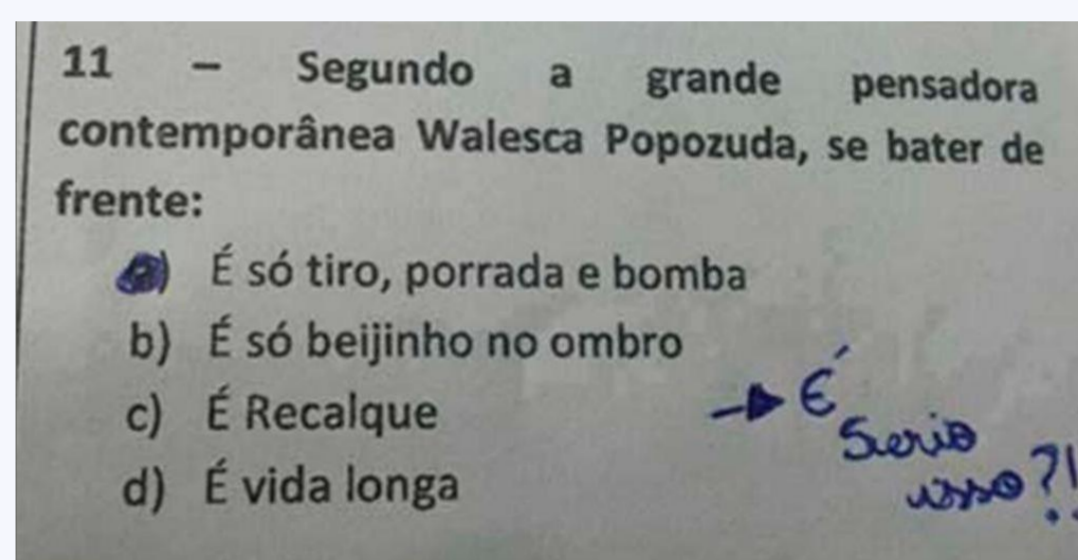 11 – Segundo a grande pensadora
contemporânea Walesca Popozuda, se bater de
frente:
a) É só tiro, porrada e bomba
b) É só beijinho no ombro
c) É Recalque
d) É vida longa
→ É
Serio
isso?!